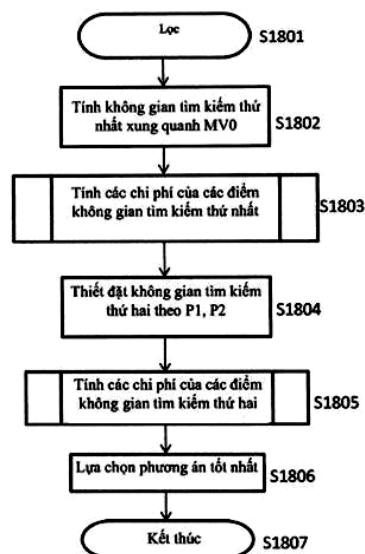 Lọc
S1801
Tính không gian tìm kiếm thứ
nhất xung quanh MV0
S1802
Tính các chi phí của các điểm
không gian tìm kiếm thứ nhất
S1803
Thiết đặt không gian tìm kiếm
thứ hai theo P1, P2
S1804
Tính các chi phí của các điểm
không gian tìm kiếm thứ hai
S1805
Lựa chọn phương án tốt nhất
S1806
Kết thúc
S1807